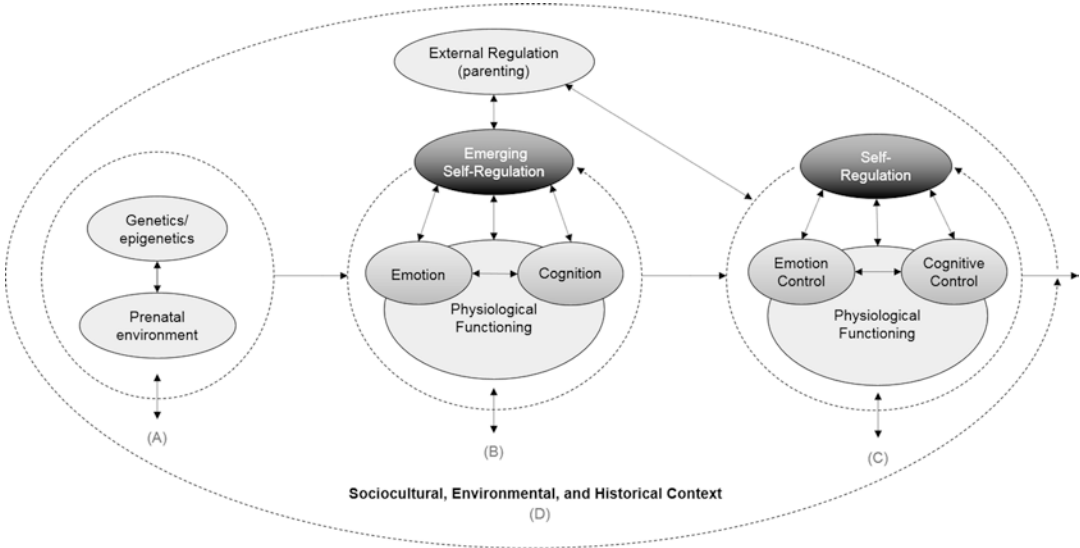 External Regulation
(parenting)
Emerging
Self-Regulation
Self-
Regulation
Genetics/
epigenetics
Emotion
Cognition
Emotion
Control
Cognitive
Control
Prenatal
environment
Physiological
Functioning
Physiological
Functioning
(A)
(B)
(C)
Sociocultural, Environmental, and Historical Context
(D)